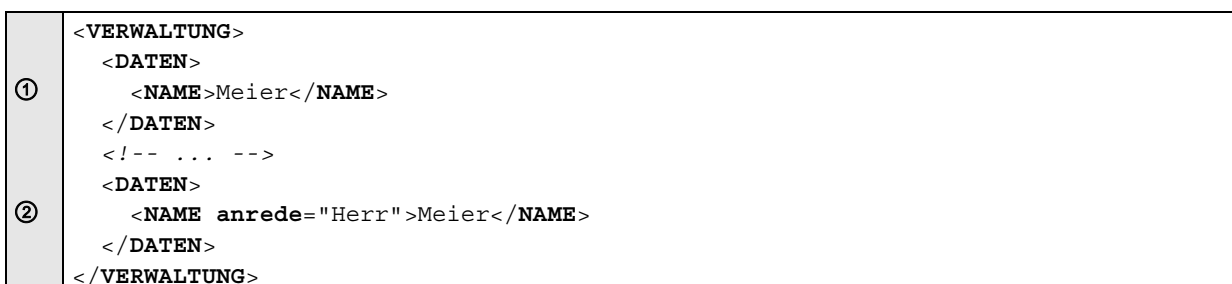 <VERWALTUNG>
<DATEN>
① <NAME>Meier</NAME>
</DATEN>
<!-- ... -->
<DATEN>
② <NAME anrede="Herr">Meier</NAME>
</DATEN>
</VERWALTUNG>